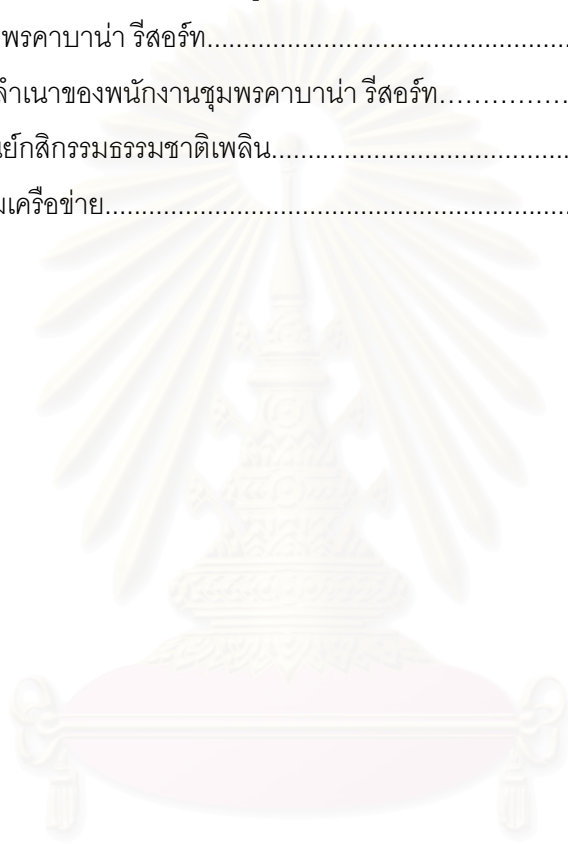 พรคาบาน่า รีสอร์ท..................................................
ลำเนาของพนักงานชุมพรคาบาน่า รีสอร์ท................
นย์กสิกรรมธรรมชาติเพลิน.........................................
มเครือข่าย................................................................